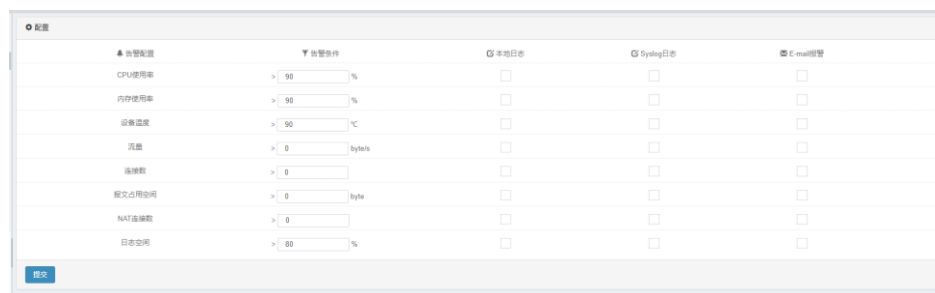 配置
告警配置 告警条件 本地日志 Syslog日志 E-mail报警
CPU使用率 > 90 %
内存使用率 > 90 %
设备温度 > 90 ℃
流量 > 0 byte/s
连接数 > 0
报文占用空间 > 0 byte
NAT连接数 > 0
日志空间 > 80 %
提交